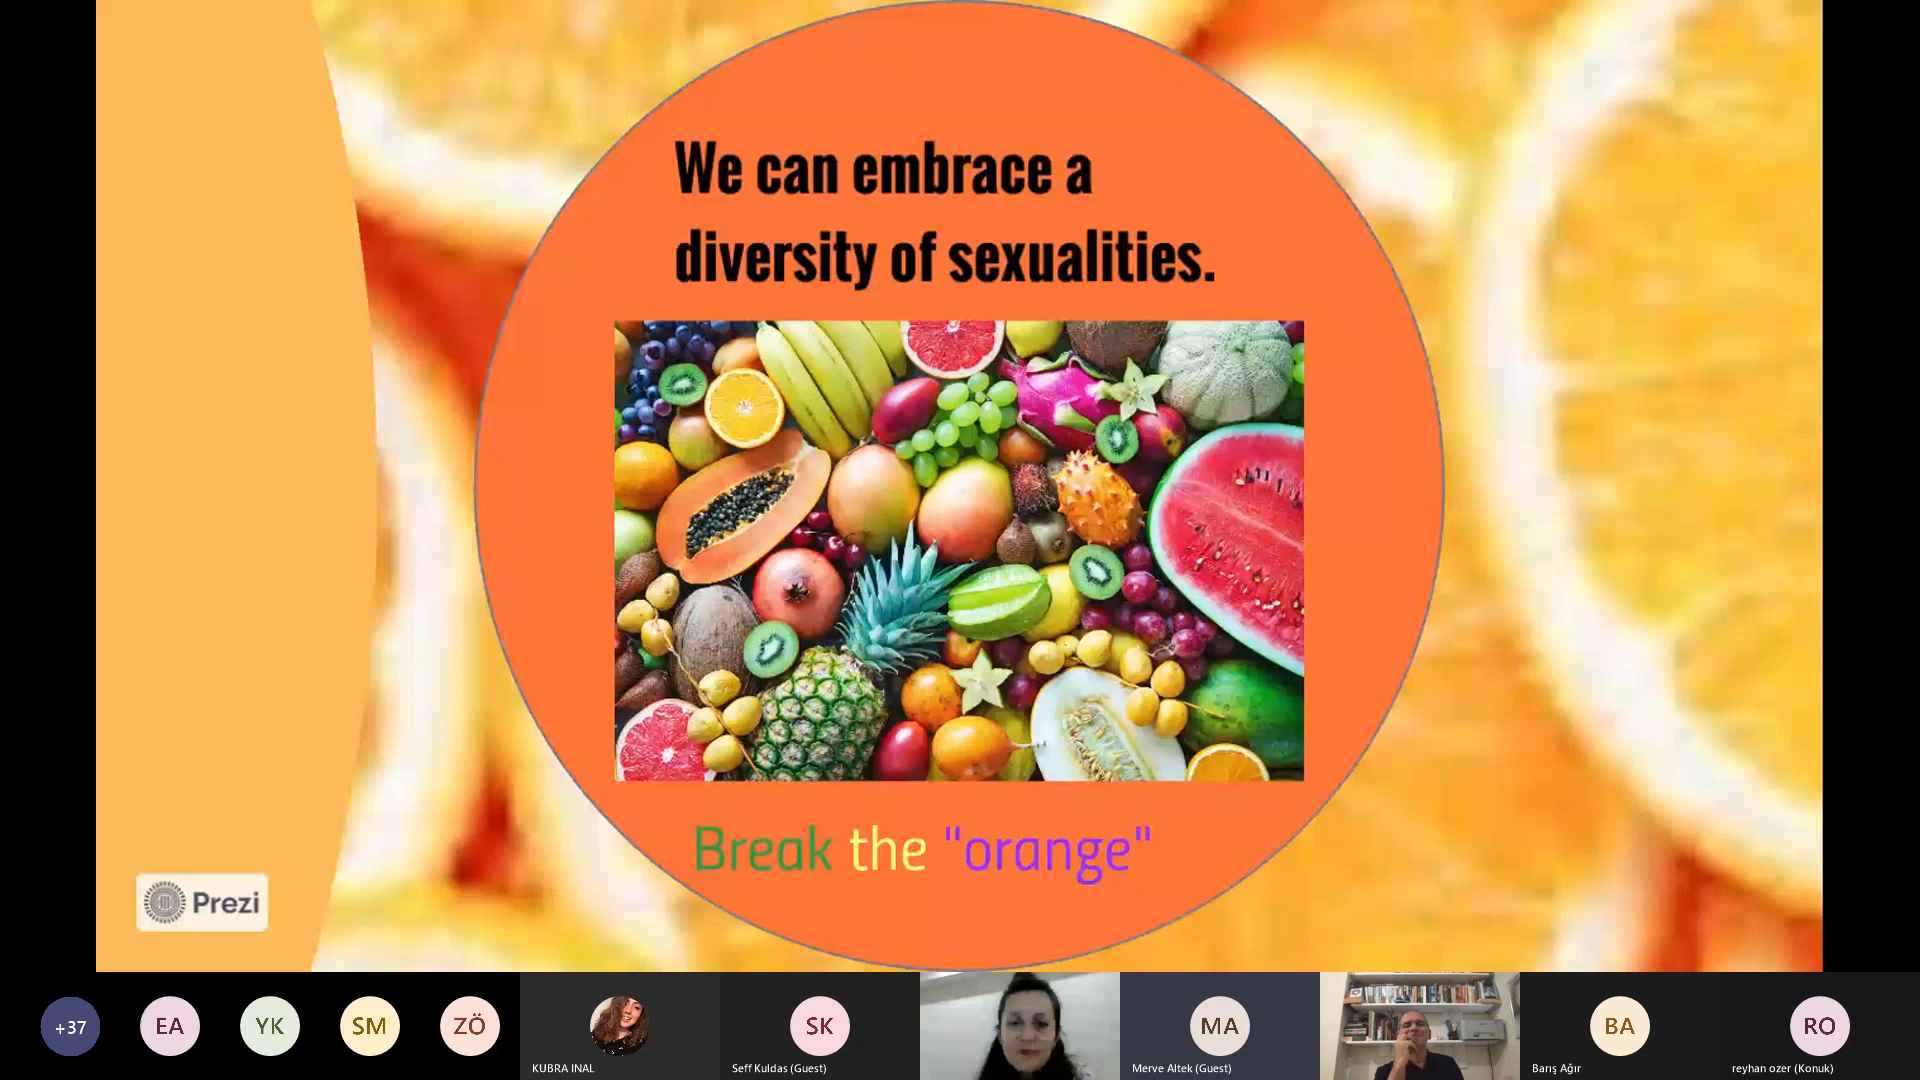 We can embrace a
diversity of sexualities.
Break the "orange"
Prezi
+37
EA
YK
SM
ZÖ
KUBRA INAL
SK
Seff Kuldas (Guest)
MA
Merve Altek (Guest)
BA
Barış Ağır
RO
reyhan ozer (Konuk)